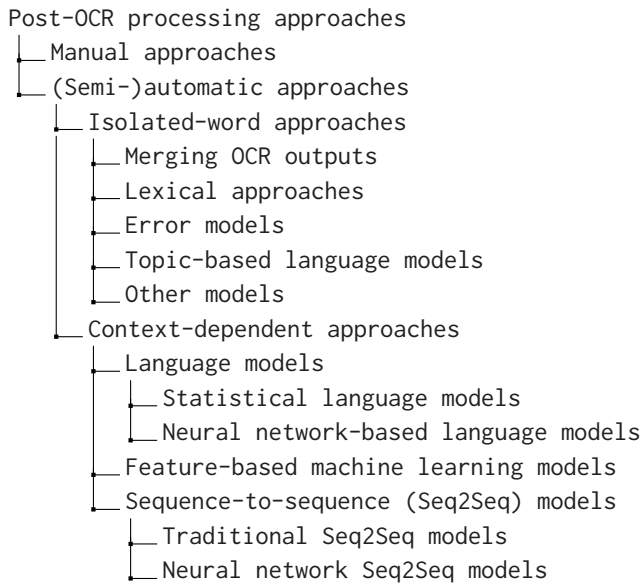 Post-OCR processing approaches
Manual approaches
(Semi-)automatic approaches
Isolated-word approaches
Merging OCR outputs
Lexical approaches
Error models
Topic-based language models
Other models
Context-dependent approaches
Language models
Statistical language models
Neural network-based language models
Feature-based machine learning models
Sequence-to-sequence (Seq2Seq) models
Traditional Seq2Seq models
Neural network Seq2Seq models